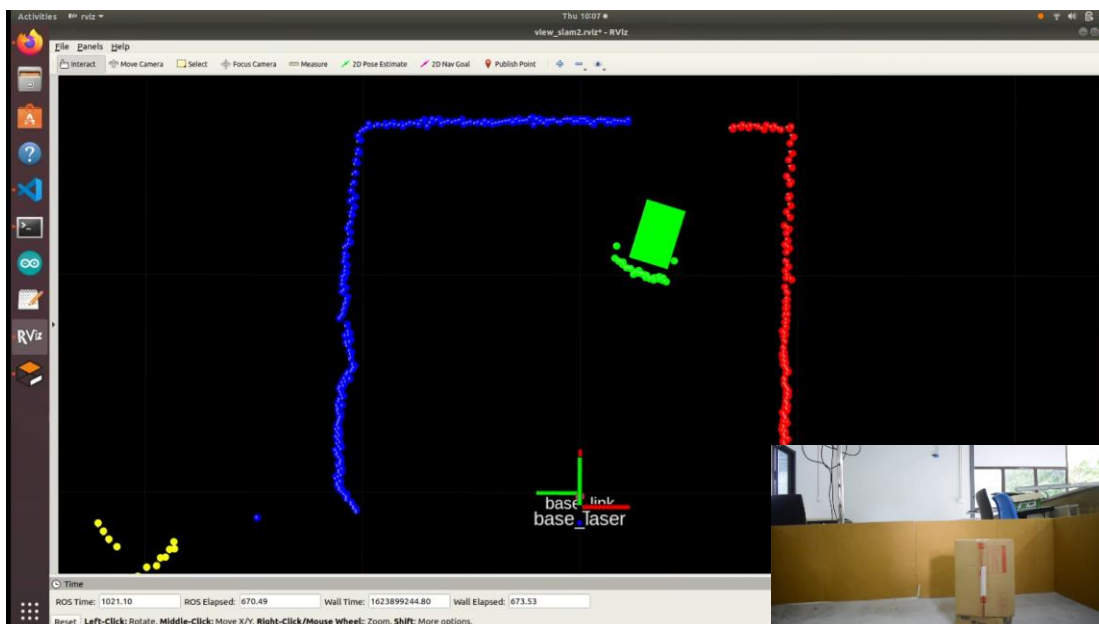 Activities rviz Thu 10:07
view_slam2.rviz* - RViz
File Panels Help
Interact Move Camera Select Focus Camera Measure 2D Pose Estimate 2D Nav Goal Publish Point
RViz
base_link
base_laser
Time
ROS Time: 1021.10 ROS Elapsed: 670.49 Wall Time: 1623899244.80 Wall Elapsed: 673.53
Reset Left-Click: Rotate. Middle-Click: Move X/Y. Right-Click/Mouse Wheel: Zoom. Shift: More options.